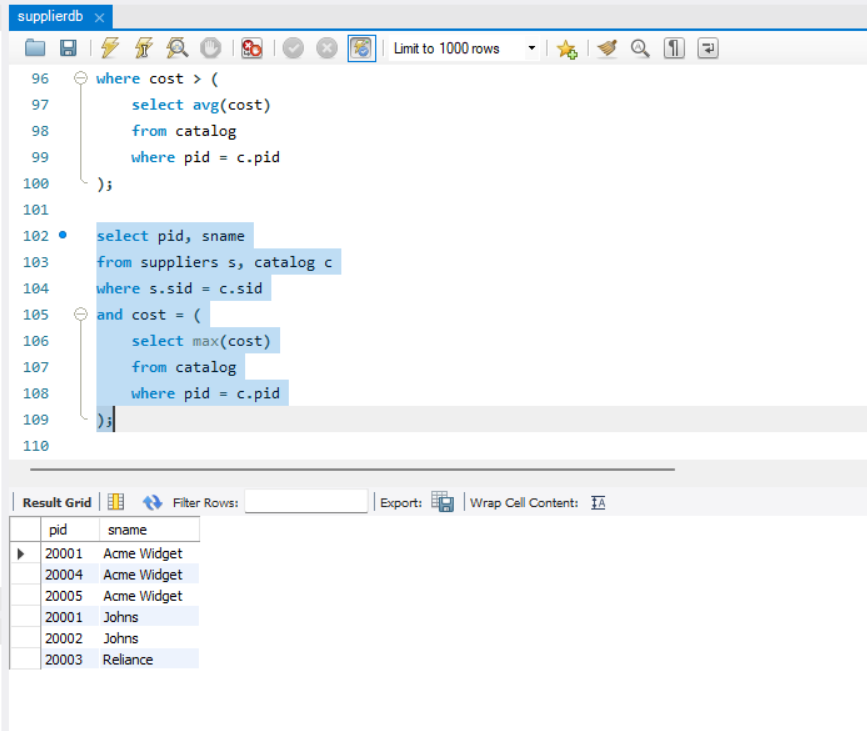 supplierdb
Limit to 1000 rows
96 where cost > (
97 select avg(cost)
98 from catalog
99 where pid = c.pid
100 );
101
102 select pid, sname
103 from suppliers s, catalog c
104 where s.sid = c.sid
105 and cost = (
106 select max(cost)
107 from catalog
108 where pid = c.pid
109 );
110
Result Grid Filter Rows: Export: Wrap Cell Content:
pid sname
20001 Acme Widget
20004 Acme Widget
20005 Acme Widget
20001 Johns
20002 Johns
20003 Reliance